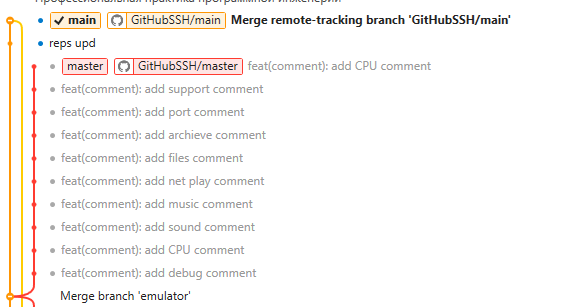 Профессиональная практика программной инженерии
main GitHubSSH/main Merge remote-tracking branch 'GitHubSSH/main'
reps upd
master GitHubSSH/master feat(comment): add CPU comment
feat(comment): add support comment
feat(comment): add port comment
feat(comment): add archieve comment
feat(comment): add files comment
feat(comment): add net play comment
feat(comment): add music comment
feat(comment): add sound comment
feat(comment): add CPU comment
feat(comment): add debug comment
Merge branch 'emulator'